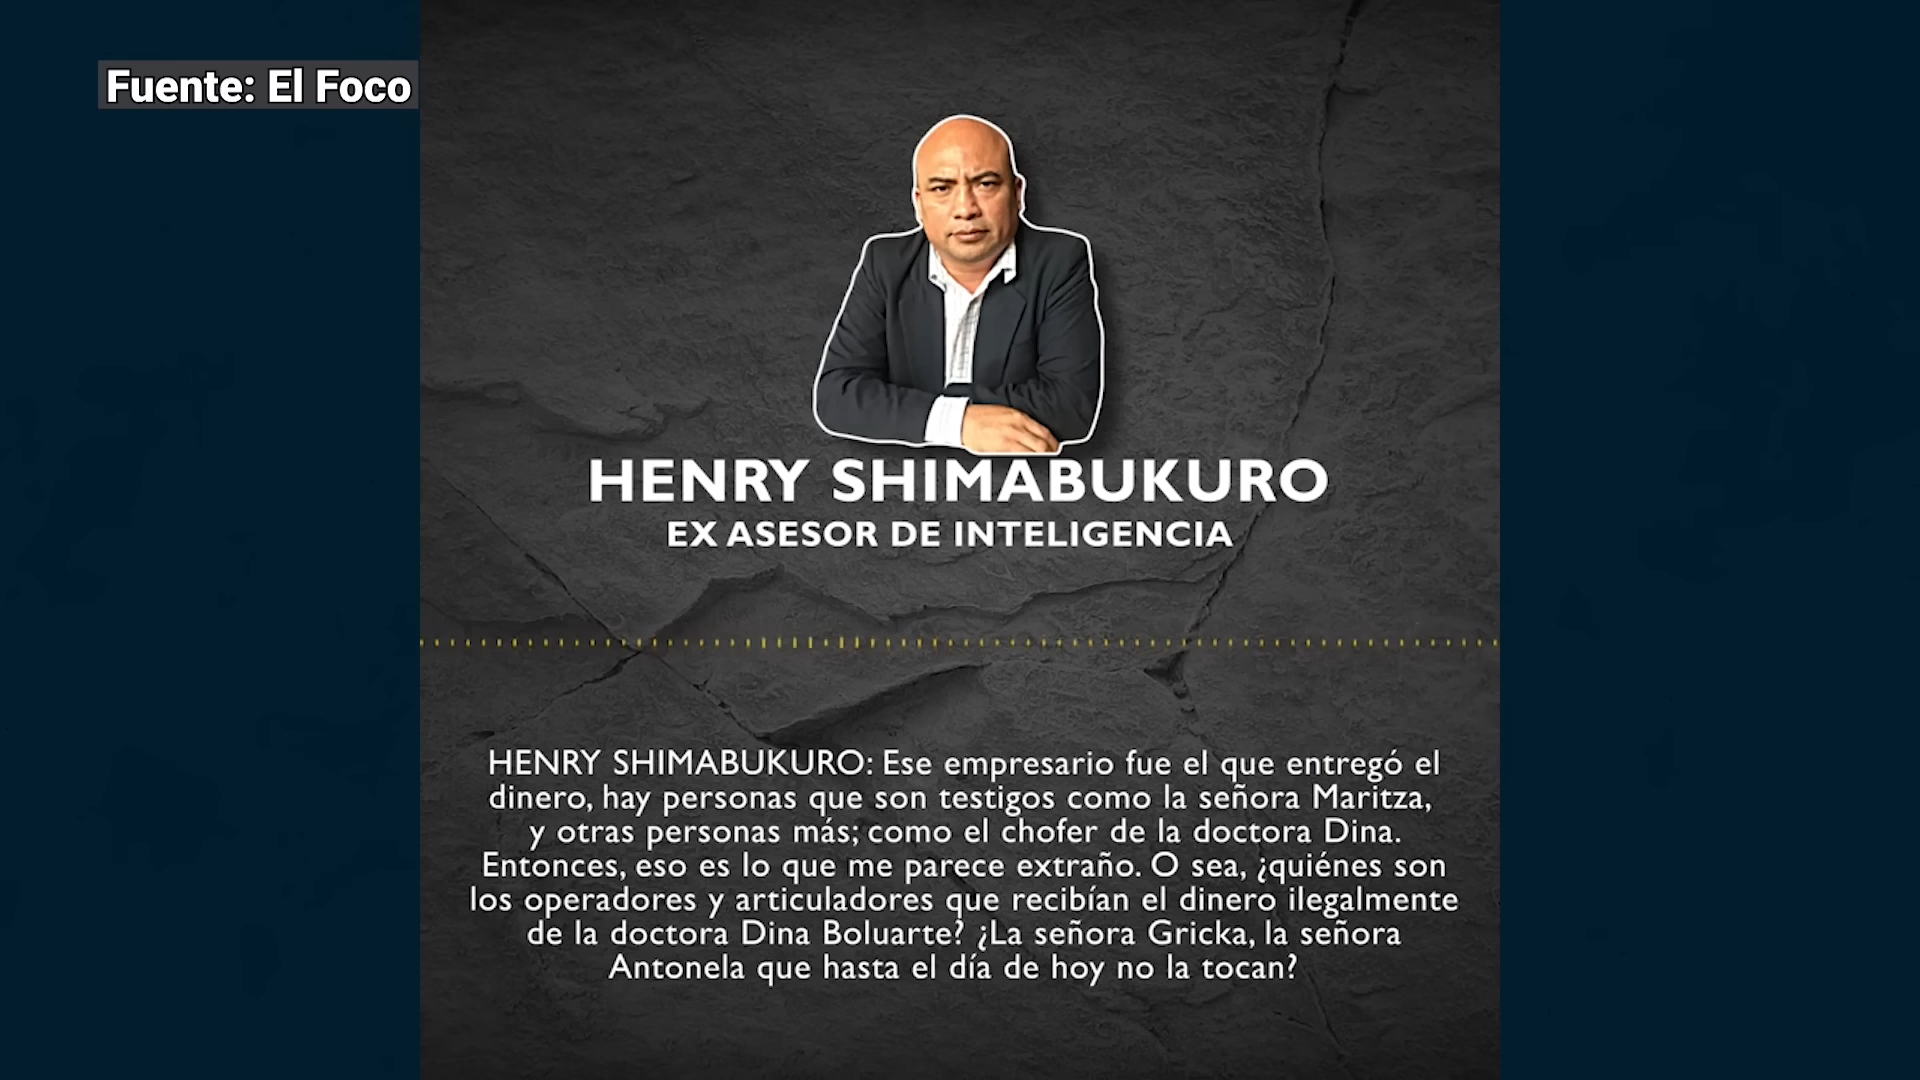 Fuente: El Foco
HENRY SHIMABUKURO
EX ASESOR DE INTELIGENCIA
HENRY SHIMABUKURO: Ese empresario fue el que entregó el
dinero, hay personas que son testigos como la señora Maritza,
y otras personas más; como el chofer de la doctora Dina.
Entonces, eso es lo que me parece extraño. O sea, ¿quiénes son
los operadores y articuladores que recibían el dinero ilegalmente
de la doctora Dina Boluarte? ¿La señora Gricka, la señora
Antonela que hasta el día de hoy no la tocan?